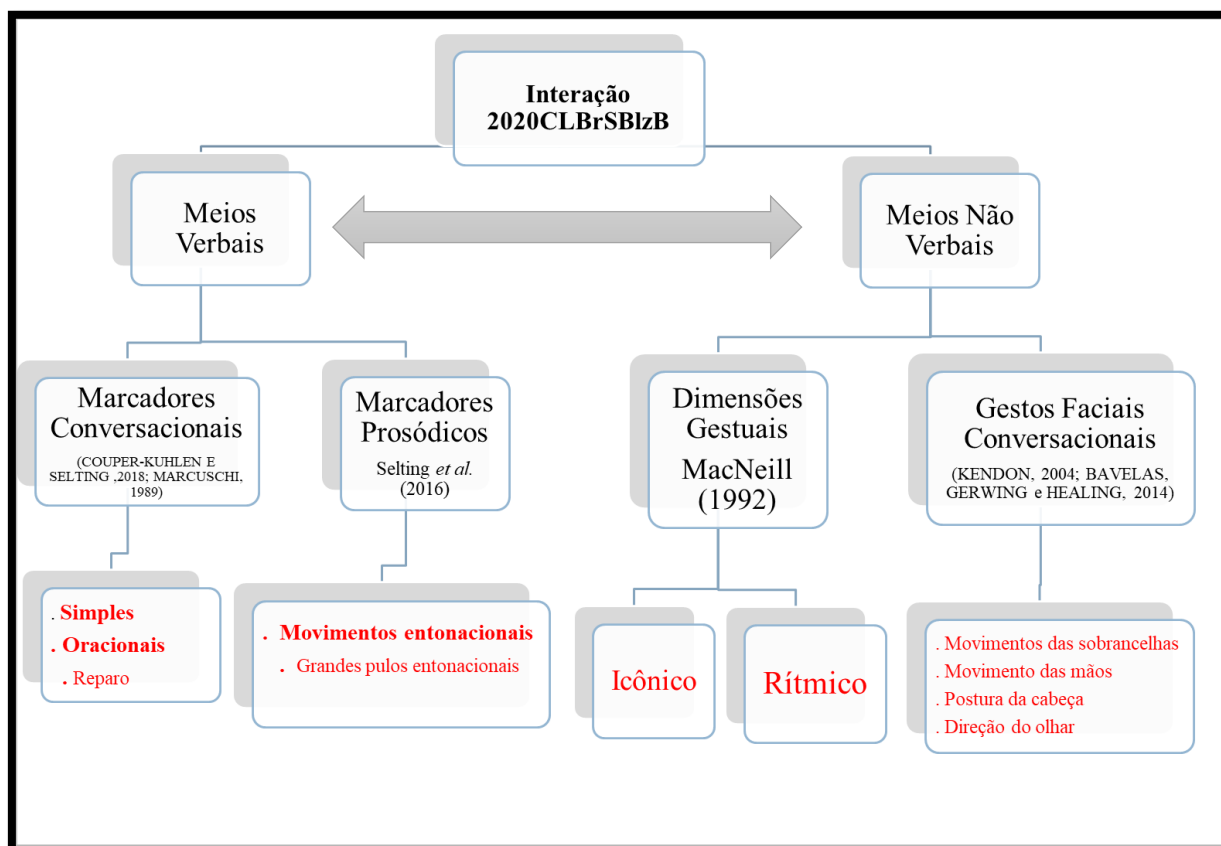 Interação
2020CLBrSBlzB
Meios
Verbais
Meios Não
Verbais
Marcadores
Conversacionais
(COUPER-KUHLEN E
SELTING ,2018; MARCUSCHI,
1989)
Marcadores
Prosódicos
Selting et al.
(2016)
Dimensões
Gestuais
MacNeill
(1992)
Gestos Faciais
Conversacionais
(KENDON, 2004; BAVELAS,
GERWING e HEALING, 2014)
. Simples
. Oracionais
. Reparo
. Movimentos entonacionais
. Grandes pulos entonacionais
Icônico
Rítmico
. Movimentos das sobrancelhas
. Movimento das mãos
. Postura da cabeça
. Direção do olhar